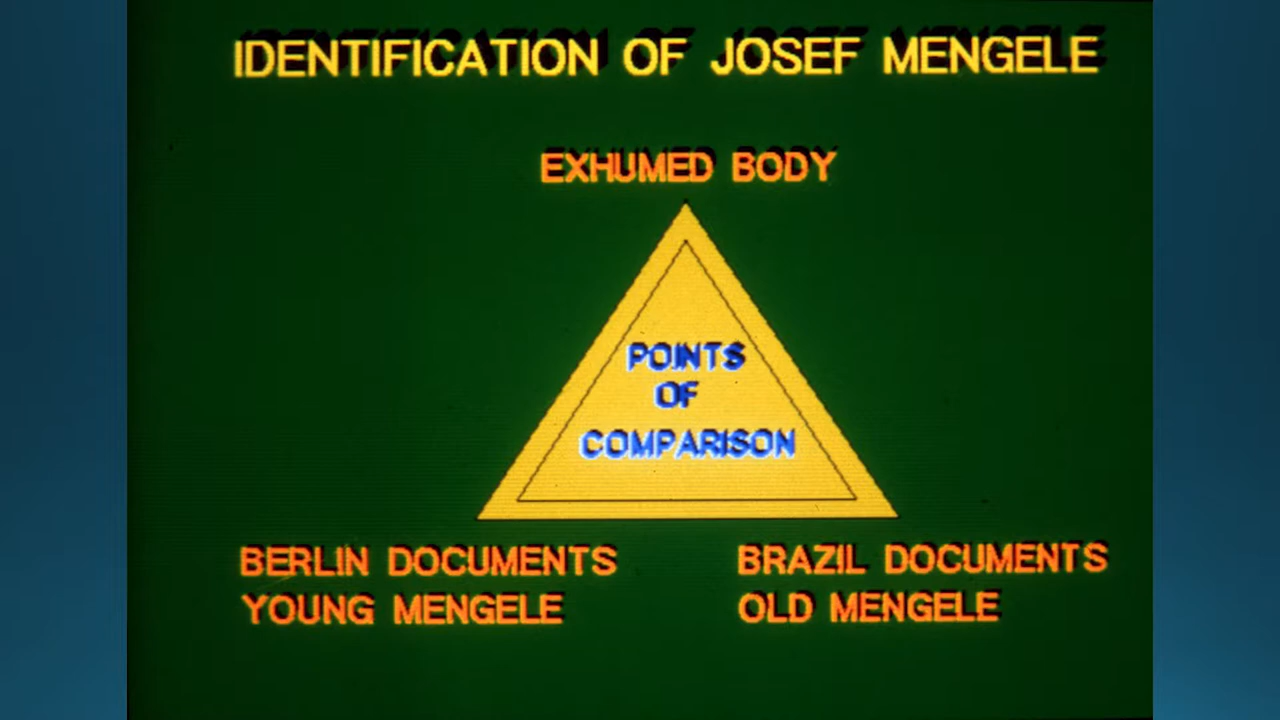 IDENTIFICATION OF JOSEF MENGELE
EXHUMED BODY
POINTS
OF
COMPARISON
BERLIN DOCUMENTS
YOUNG MENGELE
BRAZIL DOCUMENTS
OLD MENGELE